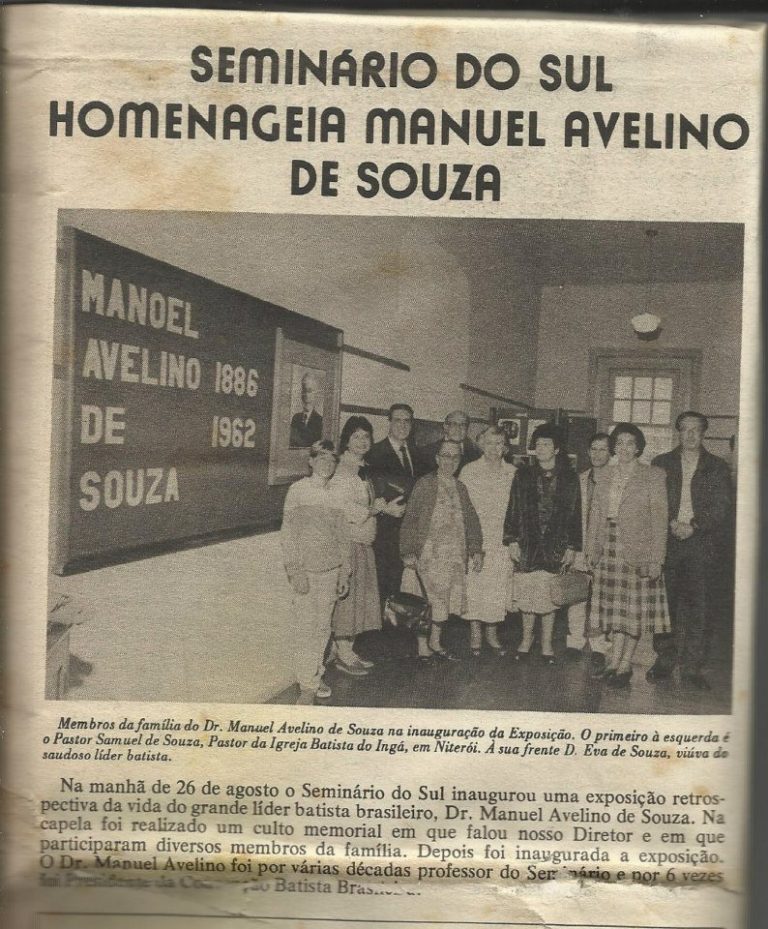 SEMINÁRIO DO SUL
HOMENAGEIA MANUEL AVELINO
DE SOUZA
MANOEL
AVELINO 1886
DE 1962
SOUZA
Membros da família do Dr. Manuel Avelino de Souza na inauguração da Exposição. O primeiro à esquerda é
o Pastor Samuel de Souza, Pastor da Igreja Batista do Ingá, em Niterói. À sua frente D. Eva de Souza, viúva do
saudoso líder batista.
Na manhã de 26 de agosto o Seminário do Sul inaugurou uma exposição retros-
pectiva da vida do grande líder batista brasileiro, Dr. Manuel Avelino de Souza. Na
capela foi realizado um culto memorial em que falou nosso Diretor e em que
participaram diversos membros da família. Depois foi inaugurada a exposição.
O Dr. Manuel Avelino foi por várias décadas professor do Seminário e por 6 vezes
foi Presidente da Batista